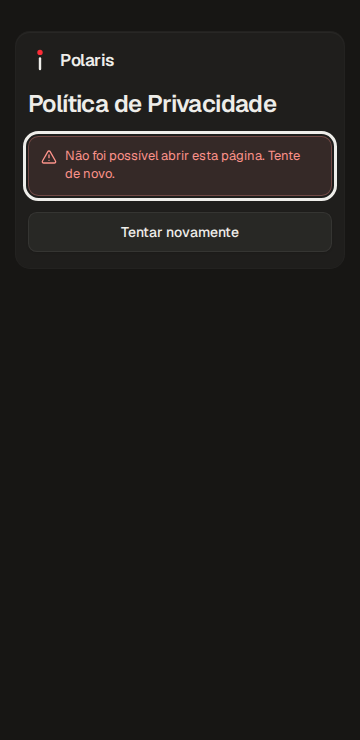 Polaris
Política de Privacidade
Não foi possível abrir esta página. Tente
de novo.
Tentar novamente